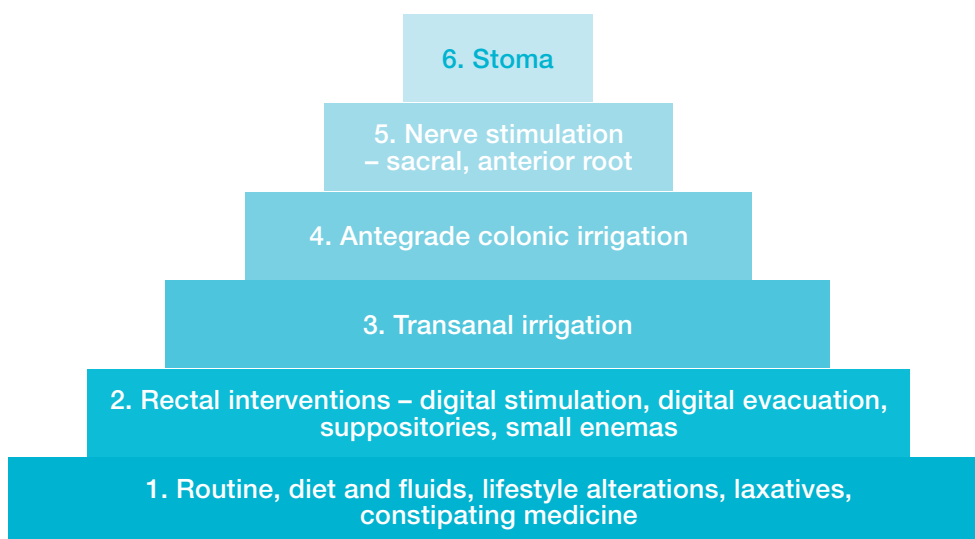 6. Stoma
5. Nerve stimulation
– sacral, anterior root
4. Antegrade colonic irrigation
3. Transanal irrigation
2. Rectal interventions – digital stimulation, digital evacuation,
suppositories, small enemas
1. Routine, diet and fluids, lifestyle alterations, laxatives,
constipating medicine